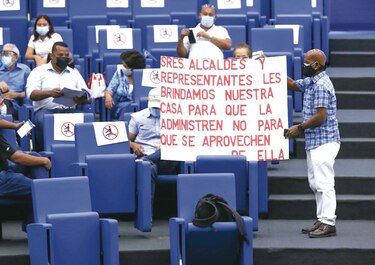 SRES ALCALDES Y
REPRESENTANTES LES
BRINDAMOS NUESTRA
CASA PARA QUE LA
ADMINISTREN NO PARA
QUE SE APROVECHEN
DE ELLA